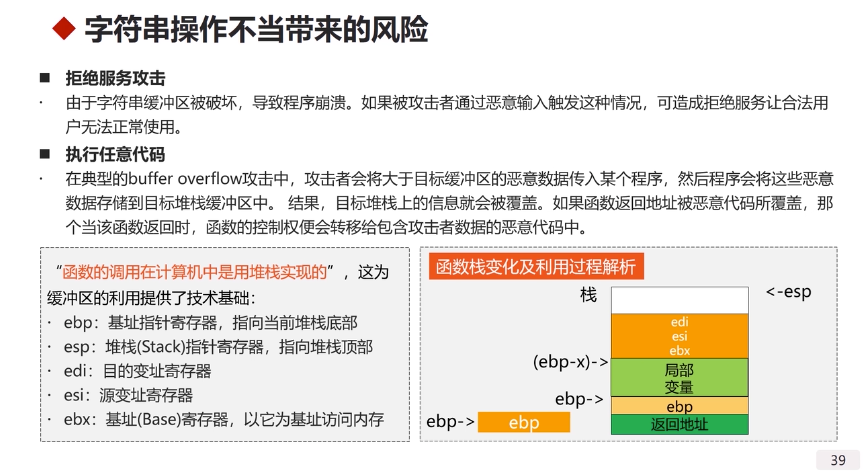 字符串操作不当带来的风险
拒绝服务攻击
由于字符串缓冲区被破坏，导致程序崩溃。如果被攻击者通过恶意输入触发这种情况，可造成拒绝服务让合法用
户无法正常使用。
执行任意代码
在典型的buffer overflow攻击中，攻击者会将大于目标缓冲区的恶意数据传入某个程序，然后程序会将这些恶意
数据存储到目标堆栈缓冲区中。 结果，目标堆栈上的信息就会被覆盖。如果函数返回地址被恶意代码所覆盖，那
个当该函数返回时，函数的控制权便会转移给包含攻击者数据的恶意代码中。
“函数的调用在计算机中是用堆栈实现的”，这为
缓冲区的利用提供了技术基础：
· ebp：基址指针寄存器，指向当前堆栈底部
· esp：堆栈(Stack)指针寄存器，指向堆栈顶部
· edi：目的变址寄存器
· esi：源变址寄存器
· ebx：基址(Base)寄存器，以它为基址访问内存
函数栈变化及利用过程解析
栈
<-esp
edi
esi
ebx
(ebp-x)->
局部
变量
ebp->
ebp
ebp->
ebp
返回地址
39